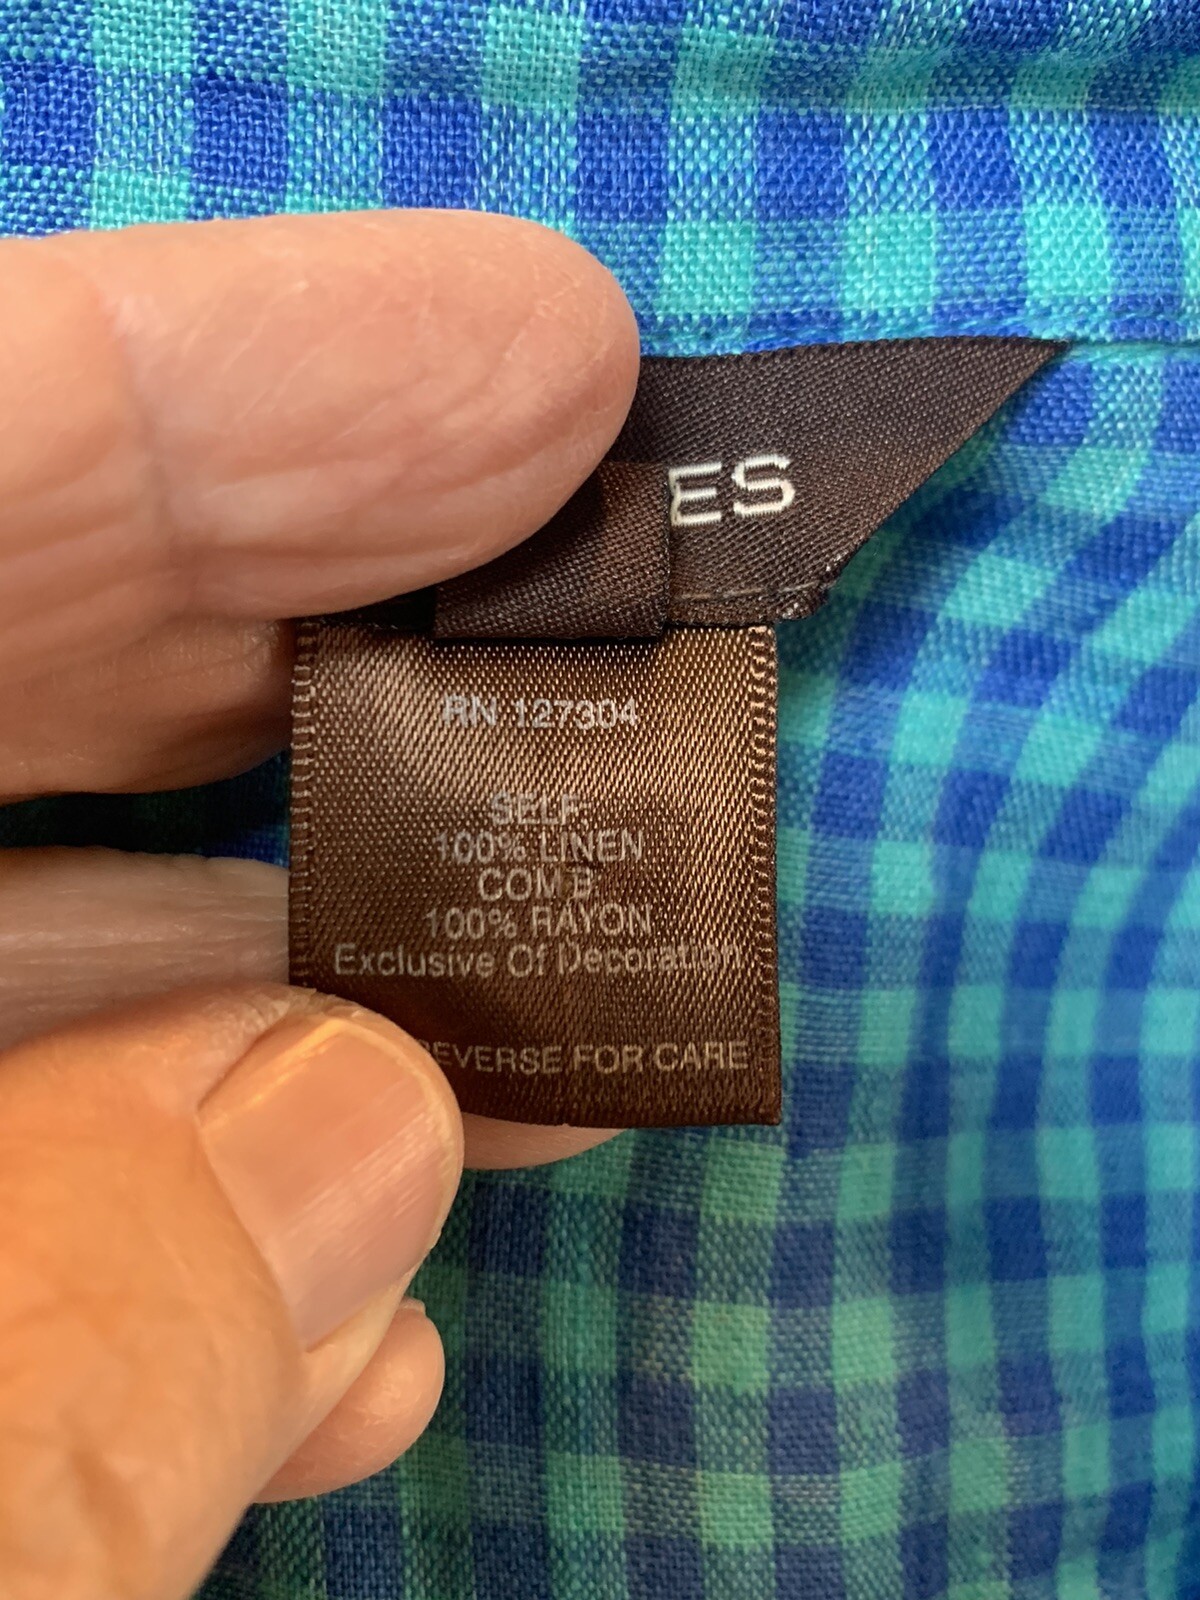 ES
RN 127304
SELF:
100% LINEN
COMB
100% RAYON
Exclusive Of Decoration
REVERSE FOR CARE